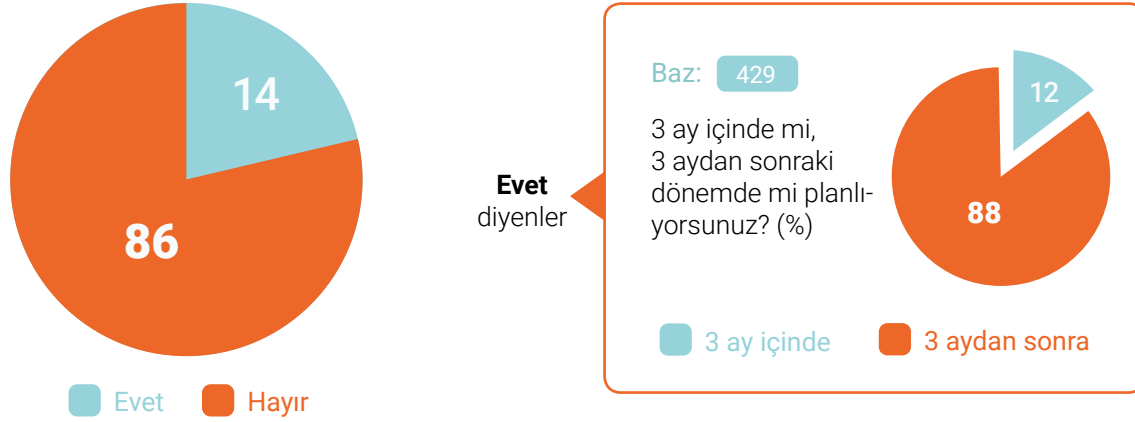 14
86
Evet
Hayır
Evet
diyenler
Baz: 429
3 ay içinde mi,
3 aydan sonraki
dönemde mi planlı-
yorsunuz? (%)
12
88
3 ay içinde
3 aydan sonra